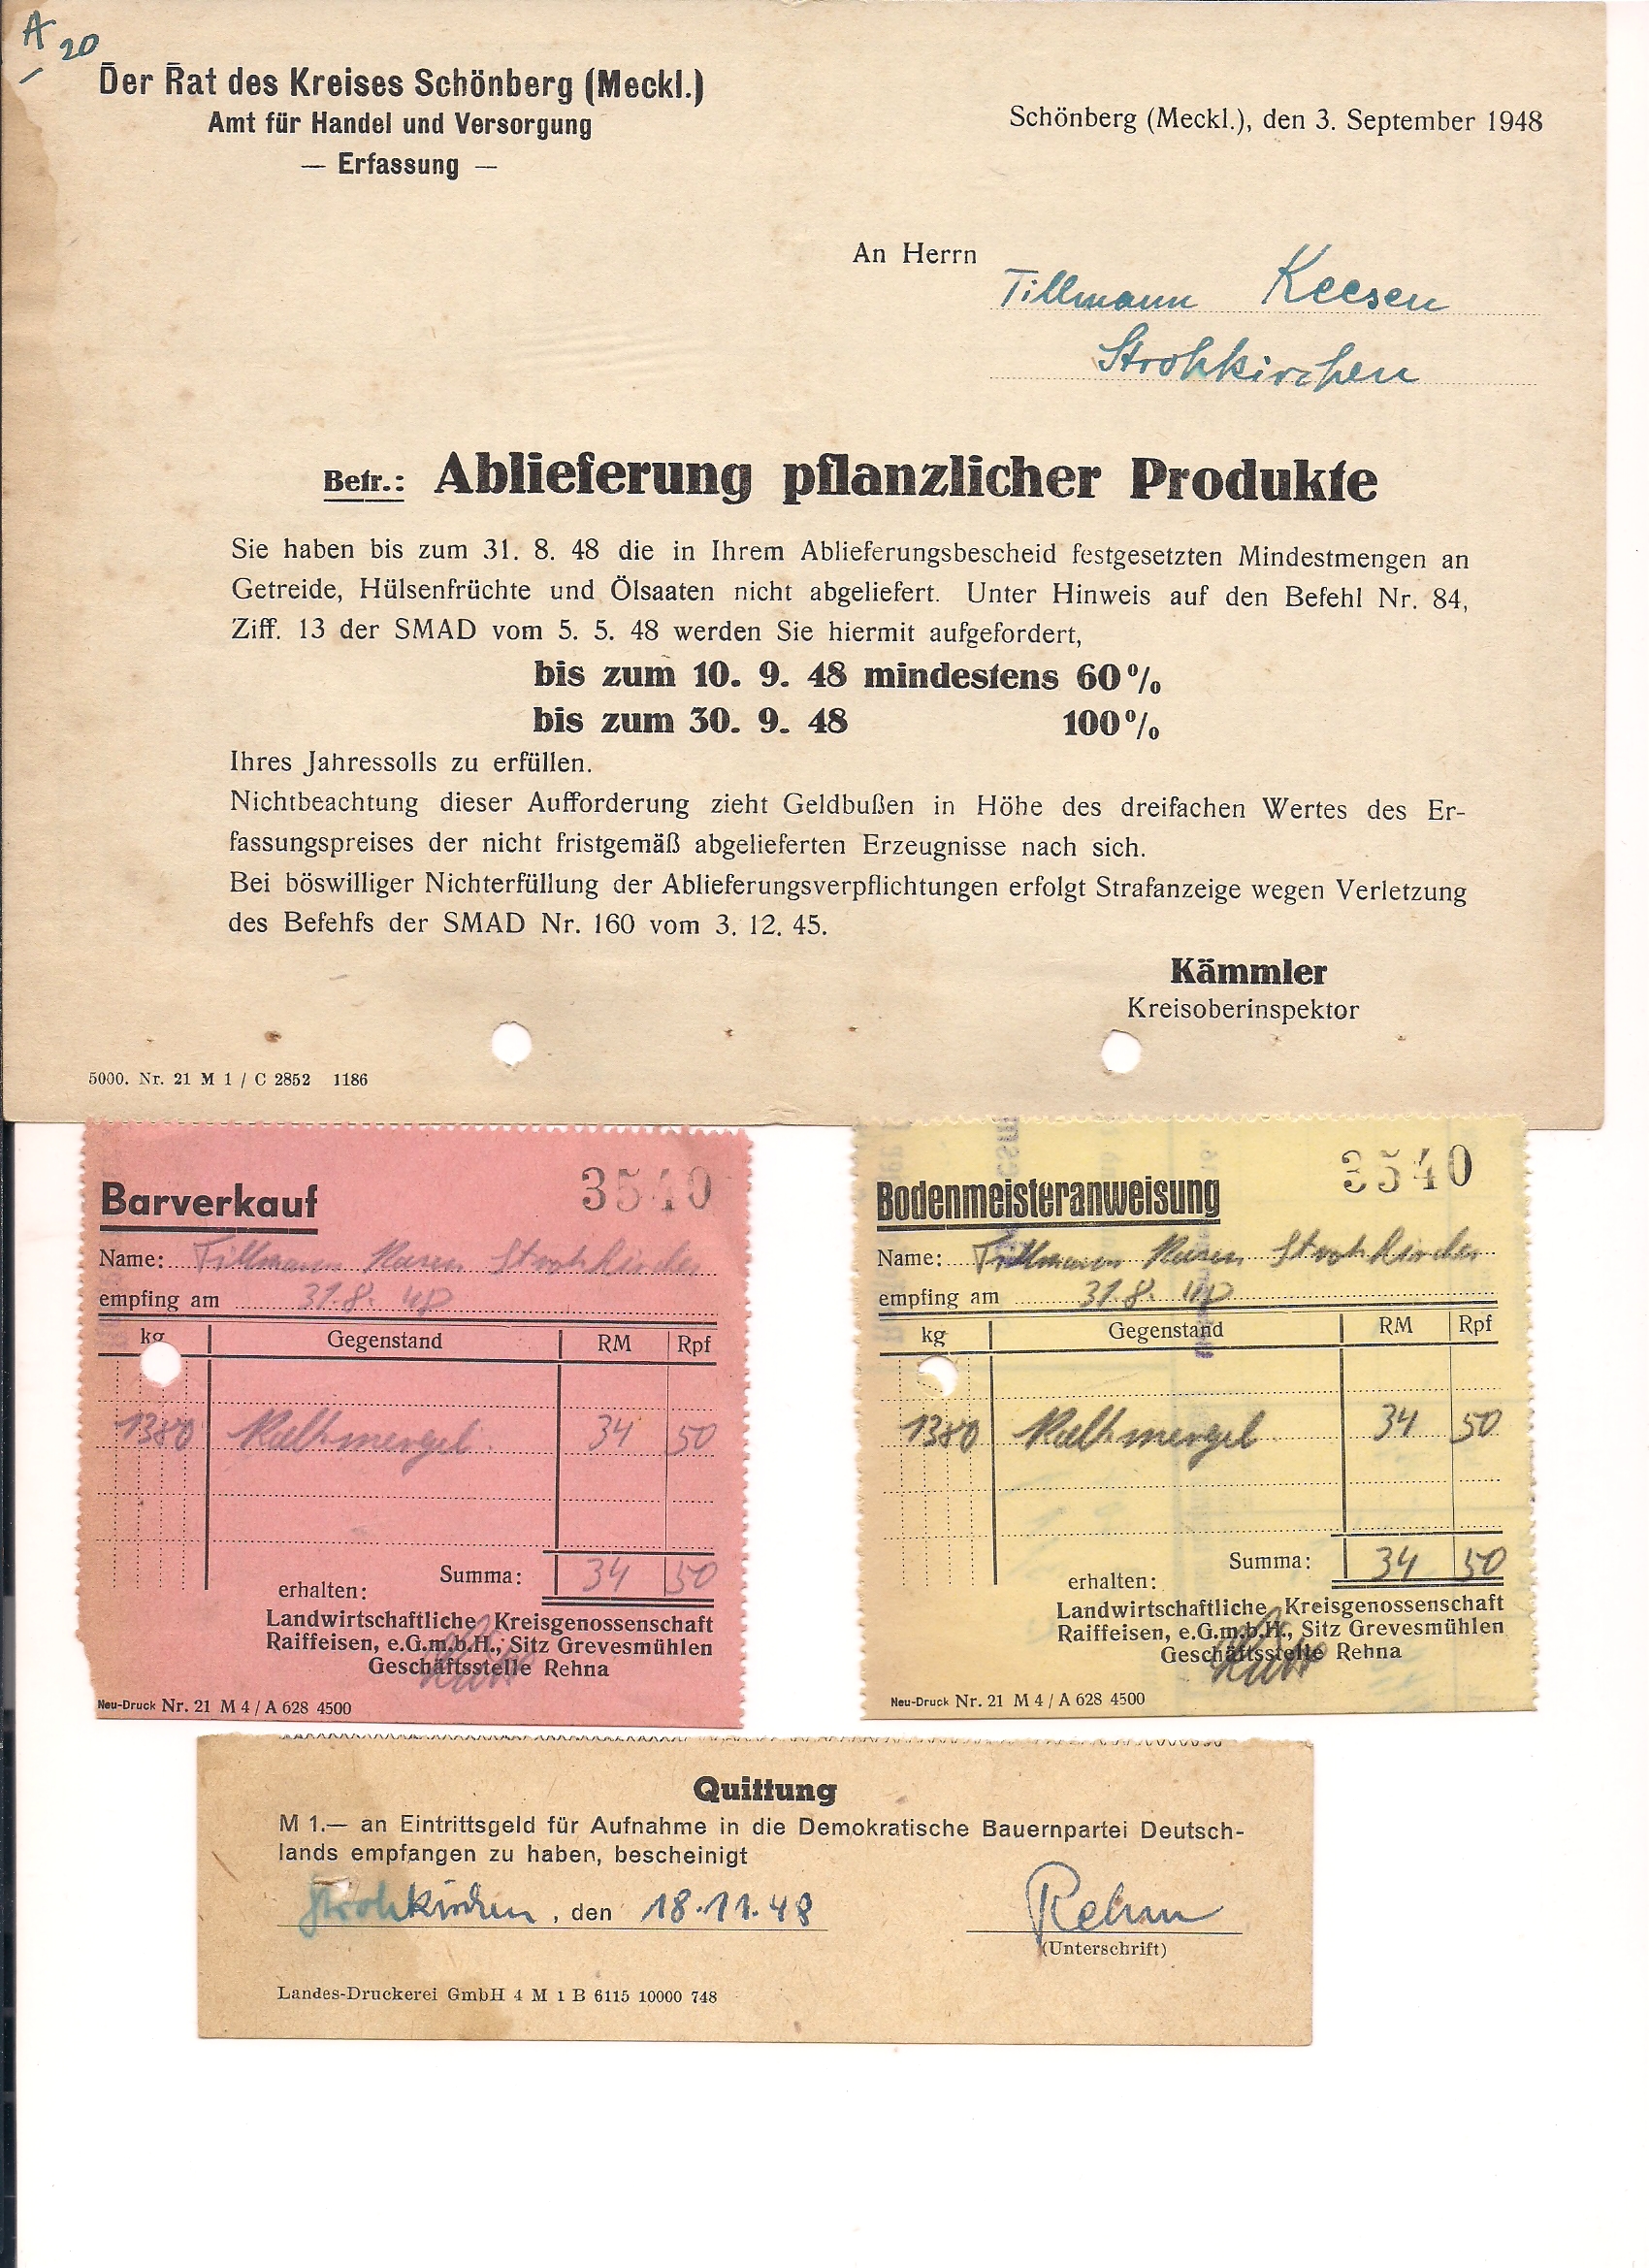 A 20
Der Rat des Kreises Schönberg (Meckl.)
Amt für Handel und Versorgung
— Erfassung —
Schönberg (Meckl.), den 3. September 1948
An Herrn
Tillmann Keesen
Strohkirchen
Betr.: Ablieferung pflanzlicher Produkte
Sie haben bis zum 31. 8. 48 die in Ihrem Ablieferungsbescheid festgesetzten Mindestmengen an
Getreide, Hülsenfrüchte und Ölsaaten nicht abgeliefert. Unter Hinweis auf den Befehl Nr. 84,
Ziff. 13 der SMAD vom 5. 5. 48 werden Sie hiermit aufgefordert,
bis zum 10. 9. 48 mindestens 60%
bis zum 30. 9. 48 100%
Ihres Jahressolls zu erfüllen.
Nichtbeachtung dieser Aufforderung zieht Geldbußen in Höhe des dreifachen Wertes des Er-
fassungspreises der nicht fristgemäß abgelieferten Erzeugnisse nach sich.
Bei böswilliger Nichterfüllung der Ablieferungsverpflichtungen erfolgt Strafanzeige wegen Verletzung
des Befehfs der SMAD Nr. 160 vom 3. 12. 45.
Kämmler
Kreisoberinspektor
5000. Nr. 21 M 1 / C 2852 1186
3540
Barverkauf
Name: Tillmann Strohkirchen
empfing am 31.8. 48
kg Gegenstand RM Rpf
1380 Kalkmergel. 34 50
Summa: 34 50
erhalten:
Landwirtschaftliche Kreisgenossenschaft
Raiffeisen, e.G.m.b.H., Sitz Grevesmühlen
Geschäftsstelle Rehna
Neu-Druck Nr. 21 M 4 / A 628 4500
3540
Bodenmeisteranweisung
Name: Tillmann Strohkirchen
empfing am 31.8. 48
kg Gegenstand RM Rpf
1380 Kalkmergel. 34 50
Summa: 34 50
erhalten:
Landwirtschaftliche Kreisgenossenschaft
Raiffeisen, e.G.m.b.H., Sitz Grevesmühlen
Geschäftsstelle Rehna
Neu-Druck Nr. 21 M 4 / A 628 4500
Quittung
M 1.— an Eintrittsgeld für Aufnahme in die Demokratische Bauernpartei Deutsch-
lands empfangen zu haben, bescheinigt
Strohkirchen, den 18.11.48 Rehm
(Unterschrift)
Landes-Druckerei GmbH 4 M 1 B 6115 10000 748